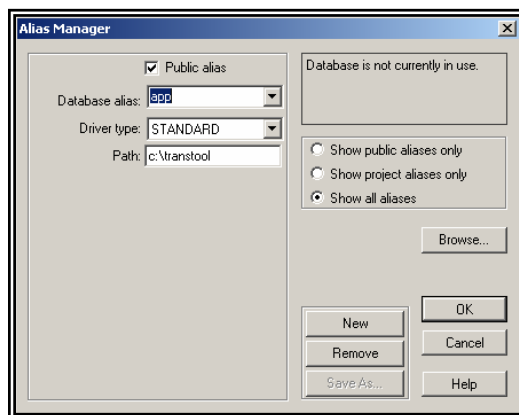 Alias Manager
Public alias
Database alias: app
Driver type: STANDARD
Path: c:\transtool
Database is not currently in use.
Show public aliases only
Show project aliases only
Show all aliases
Browse...
New
Remove
Save As...
OK
Cancel
Help